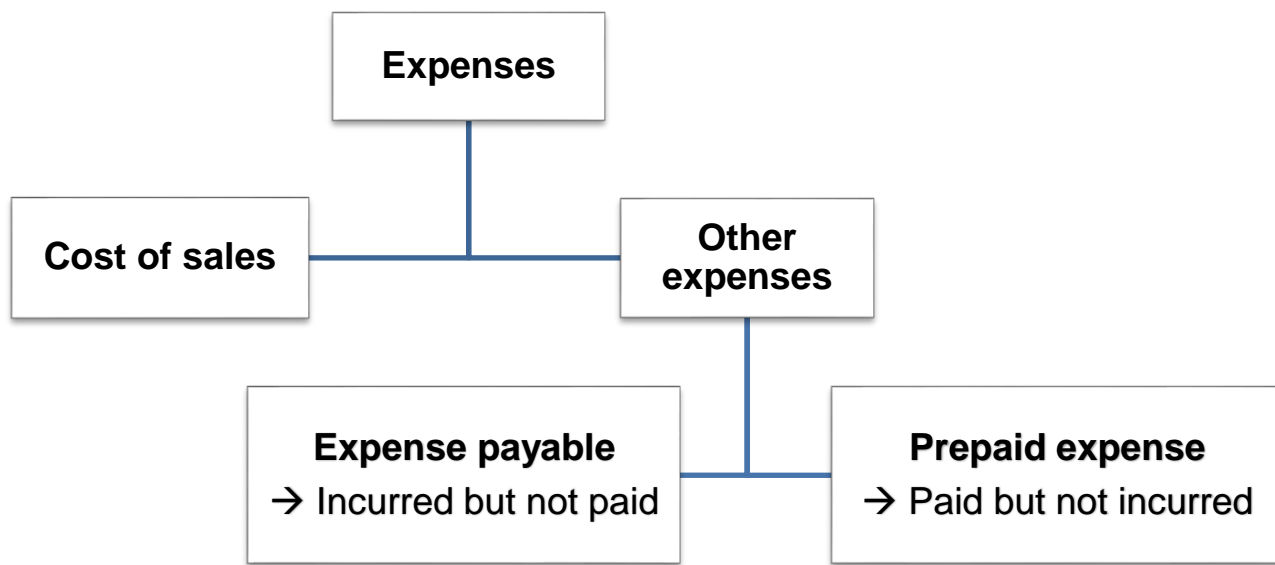 Expenses
Cost of sales
Other
expenses
Expense payable
→ Incurred but not paid
Prepaid expense
→ Paid but not incurred